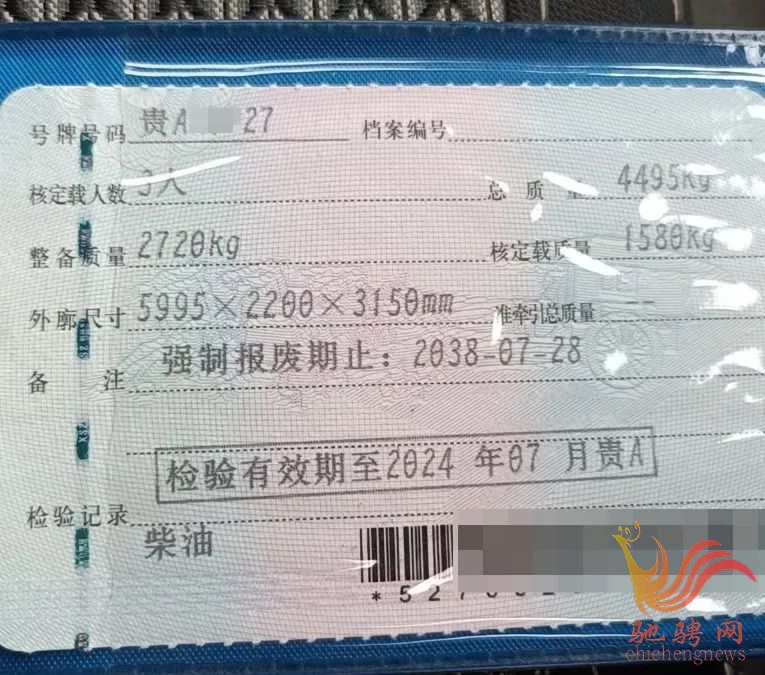 号牌号码 贵A 27 档案编号
核定载人数 3人 总质量 4495kg
整备质量 2720kg 核定载质量 1580kg
外廓尺寸 5995×2200×3150mm 准牵引总质量 --
备注 强制报废期止：2038-07-28
检验有效期至2024 年07 月贵A
检验记录
柴油
*527
驰骋网
chichengnews